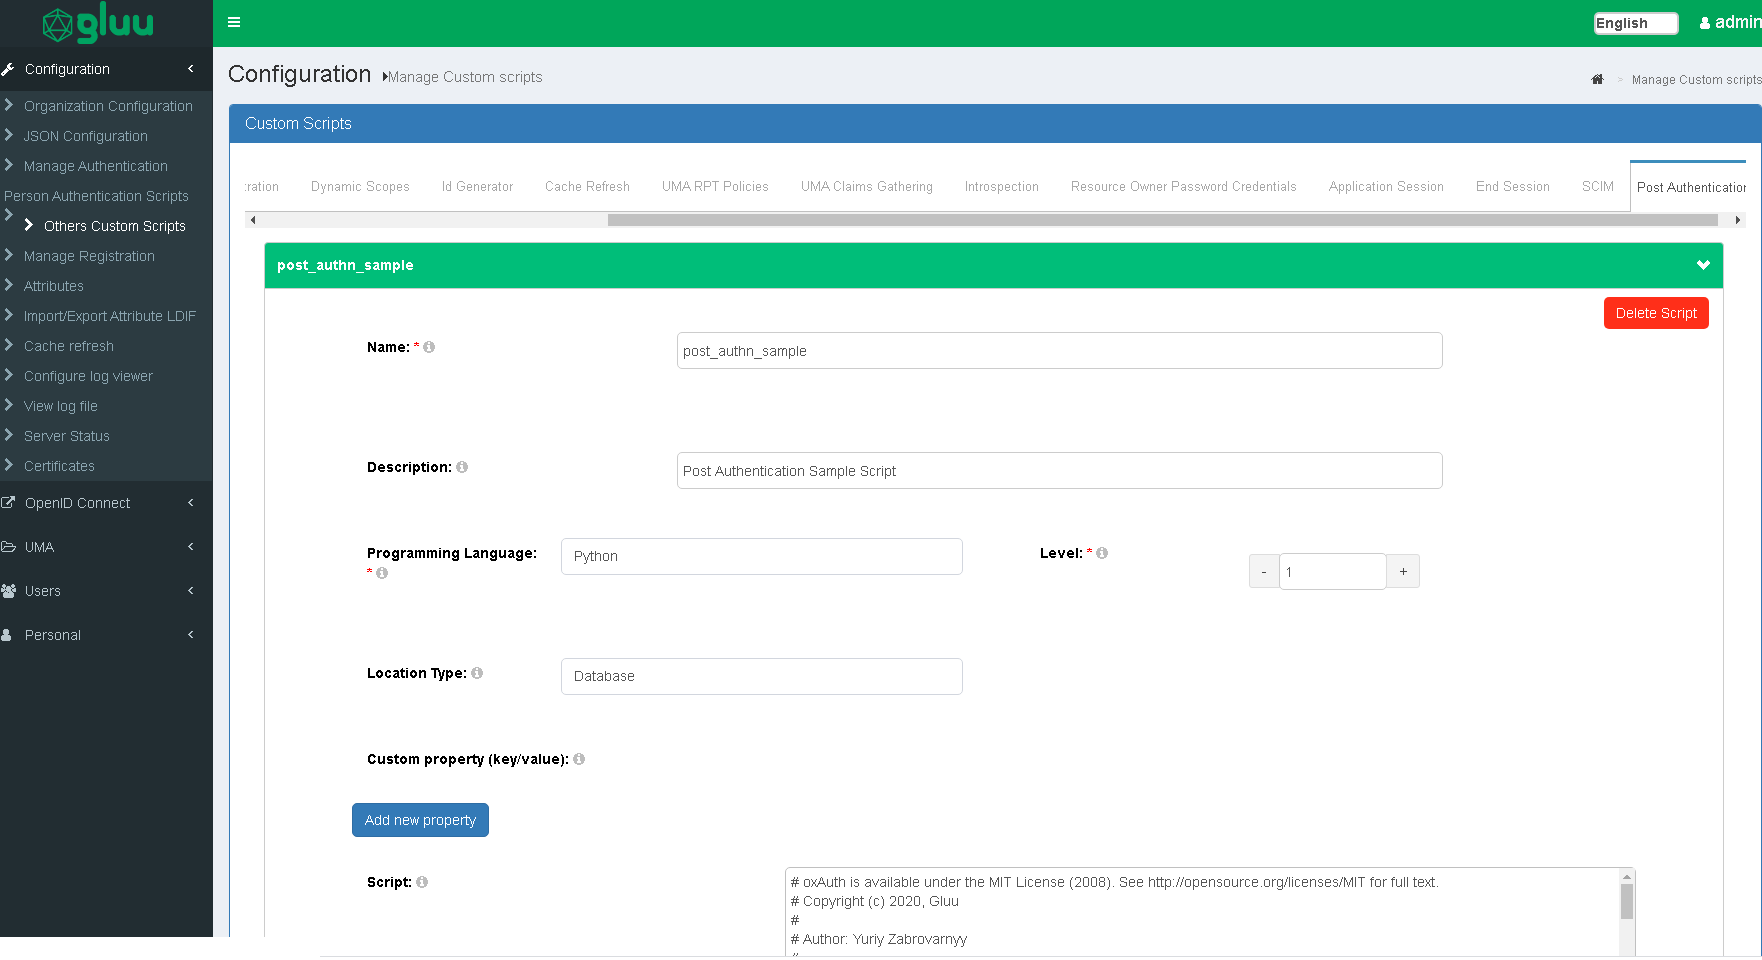 gluu
English
admin
Configuration
Organization Configuration
JSON Configuration
Manage Authentication
Person Authentication Scripts
Others Custom Scripts
Manage Registration
Attributes
Import/Export Attribute LDIF
Cache refresh
Configure log viewer
View log file
Server Status
Certificates
OpenID Connect
UMA
Users
Personal
Configuration Manage Custom scripts
> Manage Custom scripts
Custom Scripts
ration Dynamic Scopes Id Generator Cache Refresh UMA RPT Policies UMA Claims Gathering Introspection Resource Owner Password Credentials Application Session End Session SCIM Post Authentication
post_authn_sample
Delete Script
Name: * post_authn_sample
Description: Post Authentication Sample Script
Programming Language: * Python
Level: * - 1 +
Location Type: Database
Custom property (key/value):
Add new property
Script:
# oxAuth is available under the MIT License (2008). See http://opensource.org/licenses/MIT for full text.
# Copyright (c) 2020, Gluu
#
# Author: Yuriy Zabrovarnyy
#